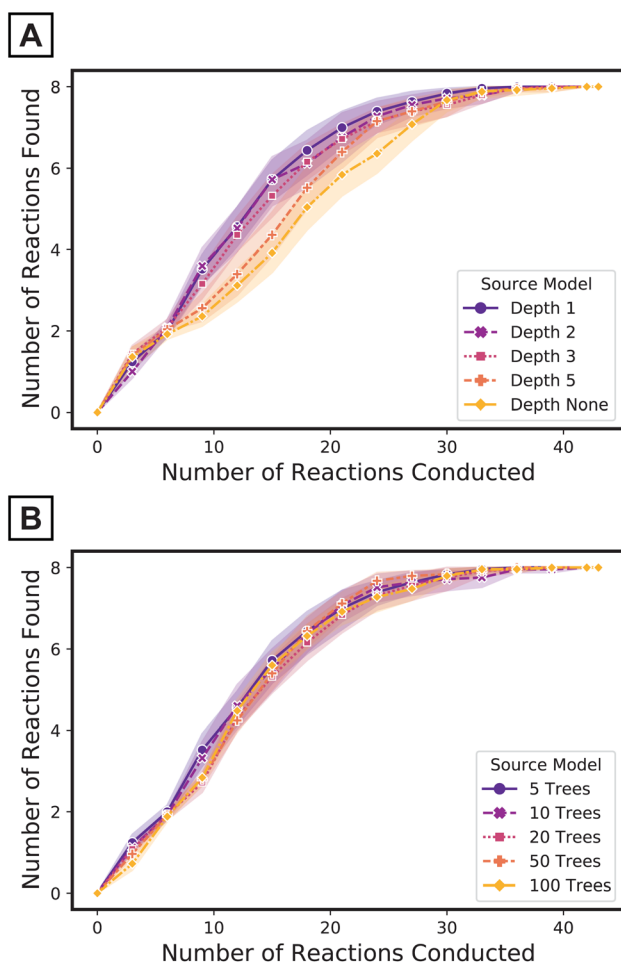 A
Number of Reactions Found
8
6
4
2
0
Source Model
Depth 1
Depth 2
Depth 3
Depth 5
Depth None
0 10 20 30 40
Number of Reactions Conducted
B
Number of Reactions Found
8
6
4
2
0
Source Model
5 Trees
10 Trees
20 Trees
50 Trees
100 Trees
0 10 20 30 40
Number of Reactions Conducted